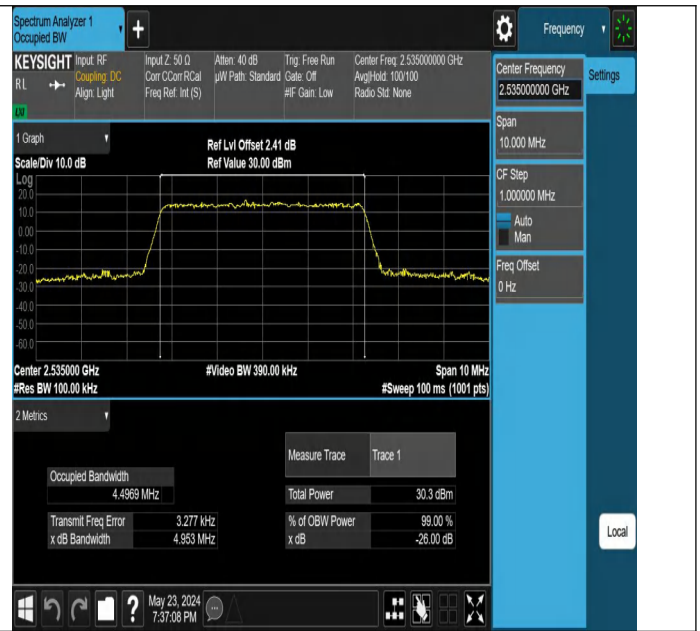 Spectrum Analyzer 1
Occupied BW
+
Frequency
KEYSIGHT
RL
Input: RF
Coupling: DC
Align: Light
Input Z: 50 Ω
Corr CCorr RCal
Freq Ref: Int (S)
Atten: 40 dB
µW Path: Standard
Trig: Free Run
Gate: Off
#IF Gain: Low
Center Freq: 2.535000000 GHz
Avg|Hold: 100/100
Radio Std: None
LXI
Center Frequency
2.535000000 GHz
Settings
Span
10.000 MHz
CF Step
1.000000 MHz
Auto
Man
Freq Offset
0 Hz
Local
1 Graph
Scale/Div 10.0 dB
Ref Lvl Offset 2.41 dB
Ref Value 30.00 dBm
Log
20.0
10.0
0.00
-10.0
-20.0
-30.0
-40.0
-50.0
-60.0
Center 2.535000 GHz
#Video BW 390.00 kHz
Span 10 MHz
#Res BW 100.00 kHz
#Sweep 100 ms (1001 pts)
2 Metrics
Measure Trace
Trace 1
Occupied Bandwidth
4.4969 MHz
Total Power
30.3 dBm
Transmit Freq Error
3.277 kHz
% of OBW Power
99.00 %
x dB Bandwidth
4.953 MHz
x dB
-26.00 dB
?
May 23, 2024
7:37:08 PM